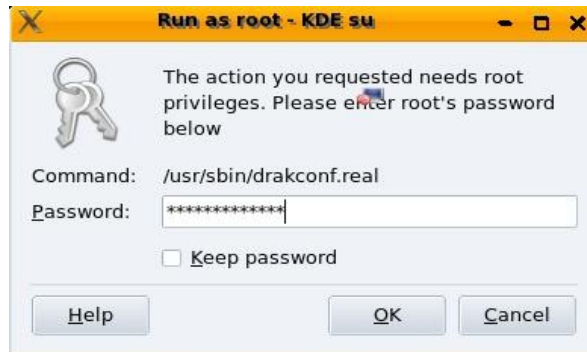 Run as root - KDE su
The action you requested needs root
privileges. Please enter root's password
below
Command: /usr/sbin/drakconf.real
Password: *************
Keep password
Help OK Cancel